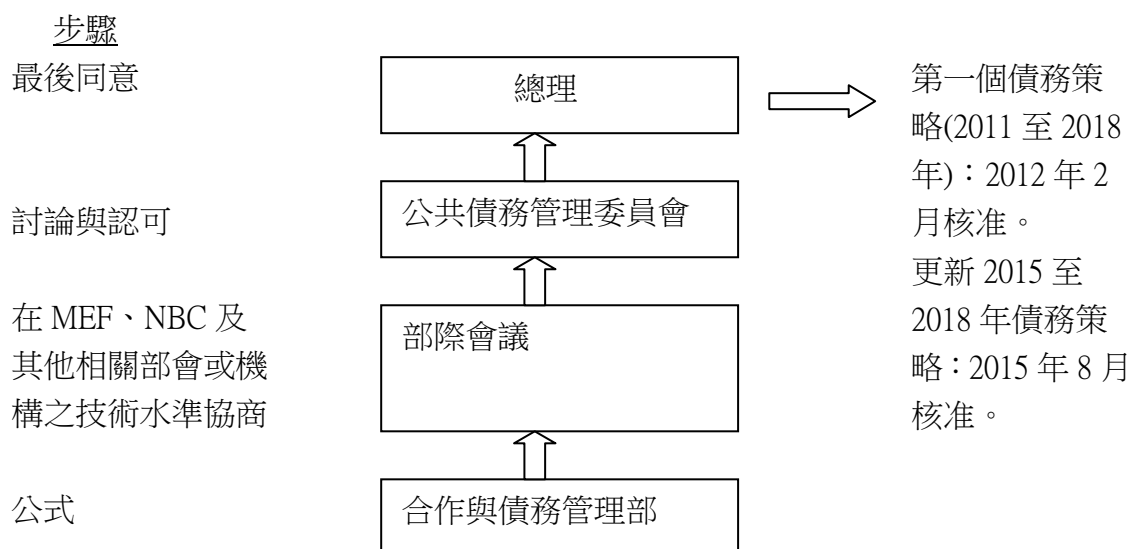 步驟
最後同意
總理
第一個債務策
略(2011 至 2018
年)：2012 年 2
月核准。
更新 2015 至
2018 年債務策
略：2015 年 8 月
核准。
討論與認可
公共債務管理委員會
在 MEF、NBC 及
其他相關部會或機
構之技術水準協商
部際會議
公式
合作與債務管理部